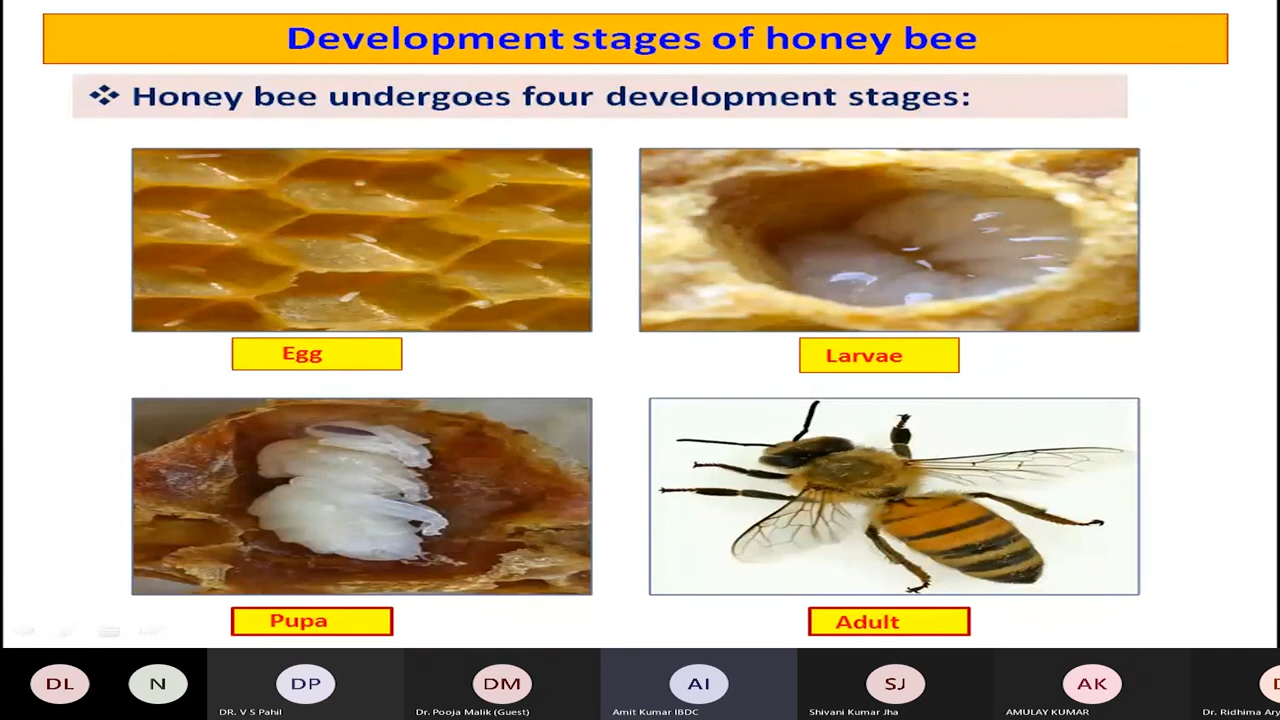 Development stages of honey bee
❖ Honey bee undergoes four development stages:
Egg
Larvae
Pupa
Adult
DL
N
DP
DM
AI
SJ
AK
DR. V S Pahil
Dr. Pooja Malik (Guest)
Amit Kumar IBDC
Shivani Kumar Jha
AMULAY KUMAR
Dr. Ridhima Ary